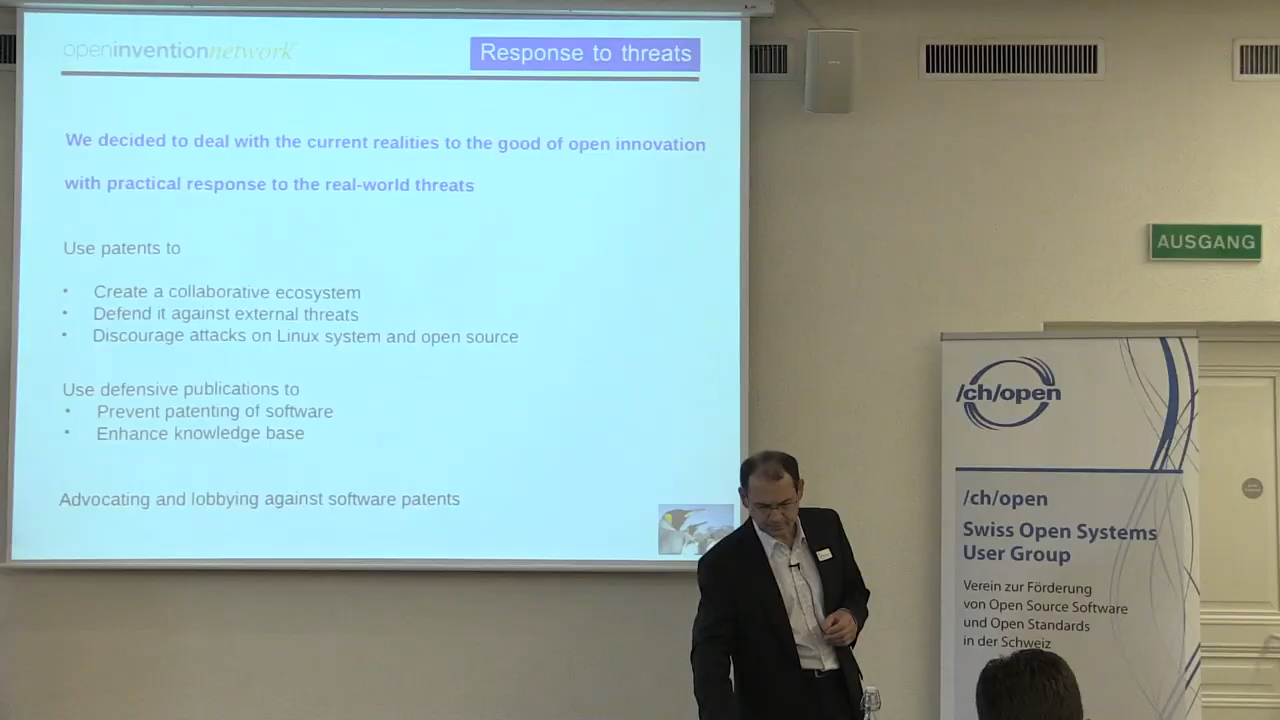 openinventionnetwork
Response to threats
We decided to deal with the current realities to the good of open innovation
with practical response to the real-world threats
Use patents to
• Create a collaborative ecosystem
• Defend it against external threats
• Discourage attacks on Linux system and open source
Use defensive publications to
• Prevent patenting of software
• Enhance knowledge base
Advocating and lobbying against software patents
AUSGANG
/ch/open
/ch/open
Swiss Open Systems
User Group
Verein zur Förderung
von Open Source Software
und Open Standards
in der Schweiz